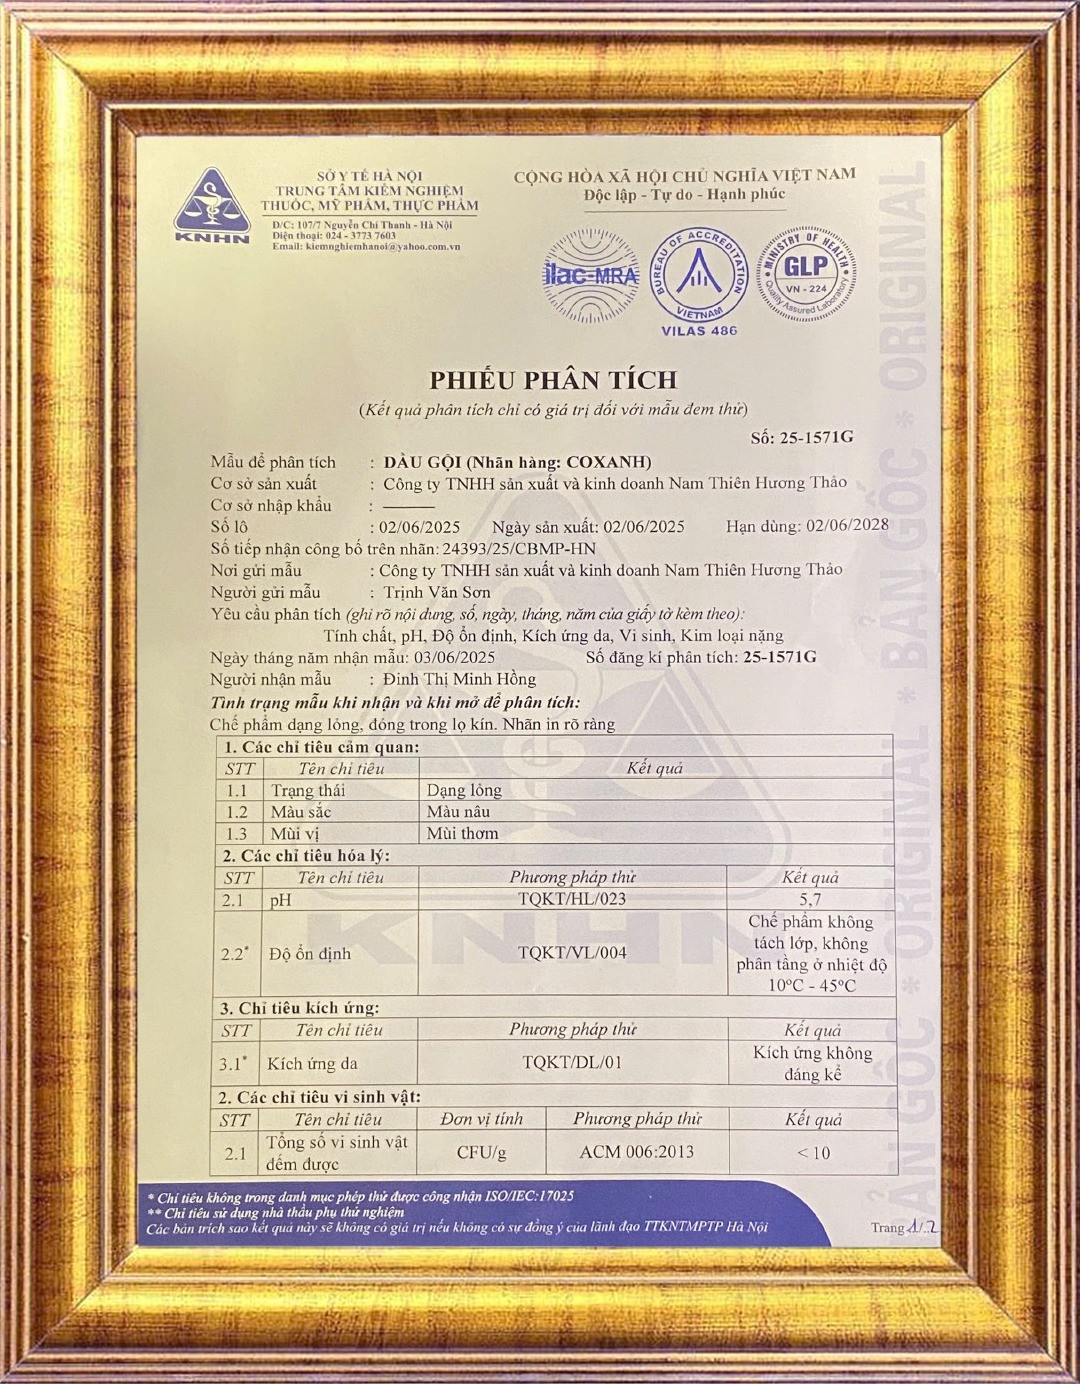 SỞ Y TẾ HÀ NỘI
TRUNG TÂM KIỂM NGHIỆM
THUỐC, MỸ PHẨM, THỰC PHẨM
Đ/C: 107/7 Nguyễn Chí Thanh - Hà Nội
Điện thoại: 024 - 3773 7603
Email: kiemnghiemhanoi@yahoo.com.vn
KNHN
CỘNG HÒA XÃ HỘI CHỦ NGHĨA VIỆT NAM
Độc lập - Tự do - Hạnh phúc
ilac-MRA
BUREAU OF ACCREDITATION
VIETNAM
VILAS 486
MINISTRY OF HEALTH
GLP
VN - 224
Quality Assured Laboratory
PHIẾU PHÂN TÍCH
(Kết quả phân tích chỉ có giá trị đối với mẫu đem thử)
Số: 25-1571G
Mẫu để phân tích : DẦU GỘI (Nhãn hàng: COXANH)
Cơ sở sản xuất : Công ty TNHH sản xuất và kinh doanh Nam Thiên Hương Thảo
Cơ sở nhập khẩu : ———
Số lô : 02/06/2025 Ngày sản xuất: 02/06/2025 Hạn dùng: 02/06/2028
Số tiếp nhận công bố trên nhãn: 24393/25/CBMP-HN
Nơi gửi mẫu : Công ty TNHH sản xuất và kinh doanh Nam Thiên Hương Thảo
Người gửi mẫu : Trịnh Văn Sơn
Yêu cầu phân tích (ghi rõ nội dung, số, ngày, tháng, năm của giấy tờ kèm theo):
Tính chất, pH, Độ ổn định, Kích ứng da, Vi sinh, Kim loại nặng
Ngày tháng năm nhận mẫu: 03/06/2025 Số đăng kí phân tích: 25-1571G
Người nhận mẫu : Đinh Thị Minh Hồng
Tình trạng mẫu khi nhận và khi mở để phân tích:
Chế phẩm dạng lỏng, đóng trong lọ kín. Nhãn in rõ ràng
1. Các chỉ tiêu cảm quan:
STT Tên chỉ tiêu Kết quả
1.1 Trạng thái Dạng lỏng
1.2 Màu sắc Màu nâu
1.3 Mùi vị Mùi thơm
2. Các chỉ tiêu hóa lý:
STT Tên chỉ tiêu Phương pháp thử Kết quả
2.1 pH TQKT/HL/023 5,7
2.2* Độ ổn định TQKT/VL/004 Chế phẩm không
tách lớp, không
phân tầng ở nhiệt độ
10°C - 45°C
3. Chỉ tiêu kích ứng:
STT Tên chỉ tiêu Phương pháp thử Kết quả
3.1* Kích ứng da TQKT/DL/01 Kích ứng không
đáng kể
2. Các chỉ tiêu vi sinh vật:
STT Tên chỉ tiêu Đơn vị tính Phương pháp thử Kết quả
2.1 Tổng số vi sinh vật
đếm được CFU/g ACM 006:2013 < 10
* Chỉ tiêu không trong danh mục phép thử được công nhận ISO/IEC:17025
** Chỉ tiêu sử dụng nhà thầu phụ thử nghiệm
Các bản trích sao kết quả này sẽ không có giá trị nếu không có sự đồng ý của lãnh đạo TTKNTMPTP Hà Nội
Trang 1/.2
KNHN
BẢN GỐC * ORIGINAL * BẢN GỐC * ORIGINAL